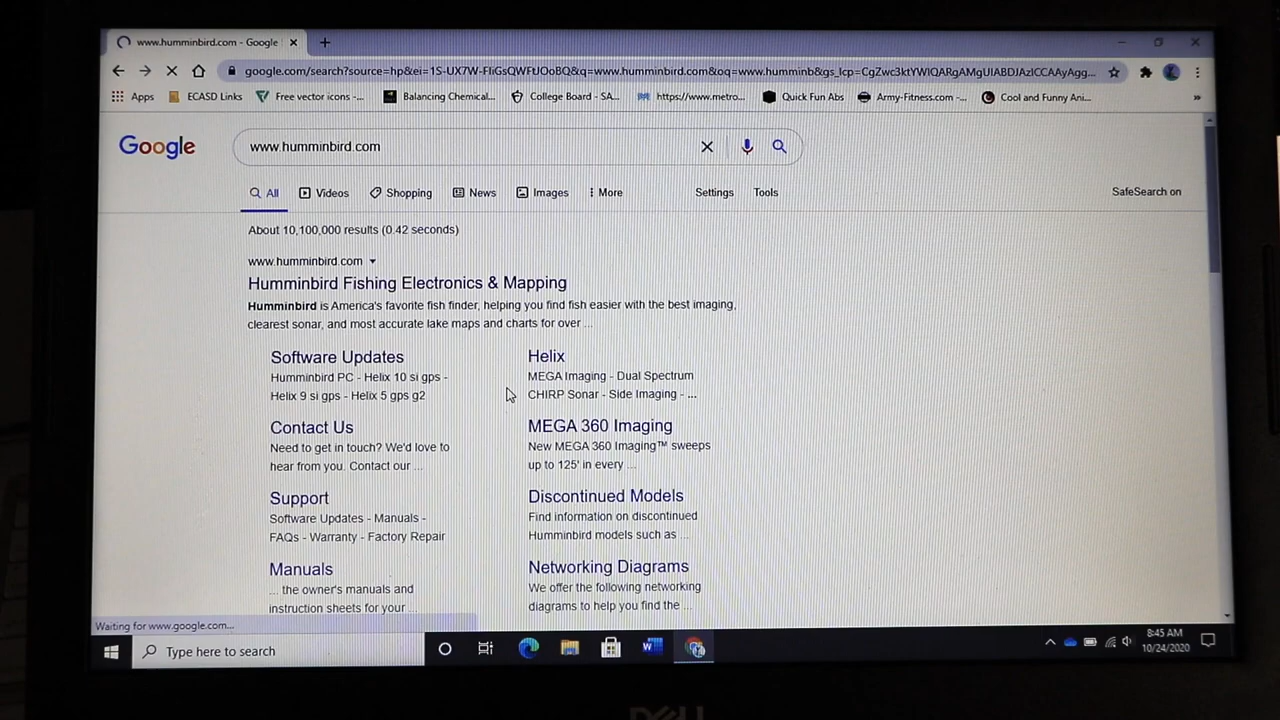 www.humminbird.com - Google
google.com/search?source=hp&ei=1S-UX7W-FIiGsQWFtJOoBQ&q=www.humminbird.com&oq=www.humminb&gs_lcp=CgZwc3ktYWIQARgAMgUIABDJAzICCAAyAgg...
Apps ECASD Links Free vector icons -... Balancing Chemical... College Board - SA... https://www.metro... Quick Fun Abs Army-Fitness.com -... Cool and Funny Ani... »
Google
www.humminbird.com
All Videos Shopping News Images More Settings Tools SafeSearch on
About 10,100,000 results (0.42 seconds)
www.humminbird.com
Humminbird Fishing Electronics & Mapping
Humminbird is America's favorite fish finder, helping you find fish easier with the best imaging,
clearest sonar, and most accurate lake maps and charts for over ...
Software Updates
Humminbird PC - Helix 10 si gps -
Helix 9 si gps - Helix 5 gps g2
Helix
MEGA Imaging - Dual Spectrum
CHIRP Sonar - Side Imaging - ...
Contact Us
Need to get in touch? We'd love to
hear from you. Contact our ...
MEGA 360 Imaging
New MEGA 360 Imaging™ sweeps
up to 125' in every ...
Support
Software Updates - Manuals -
FAQs - Warranty - Factory Repair
Discontinued Models
Find information on discontinued
Humminbird models such as ...
Manuals
... the owner's manuals and
instruction sheets for your ...
Networking Diagrams
We offer the following networking
diagrams to help you find the ...
Waiting for www.google.com...
Type here to search
8:45 AM
10/24/2020
DELL